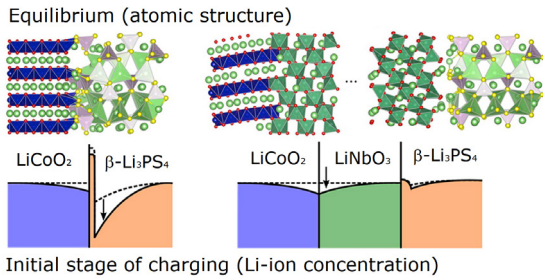 Equilibrium (atomic structure)
...
LiCoO₂ β-Li₃PS₄
LiCoO₂ LiNbO₃ β-Li₃PS₄
Initial stage of charging (Li-ion concentration)